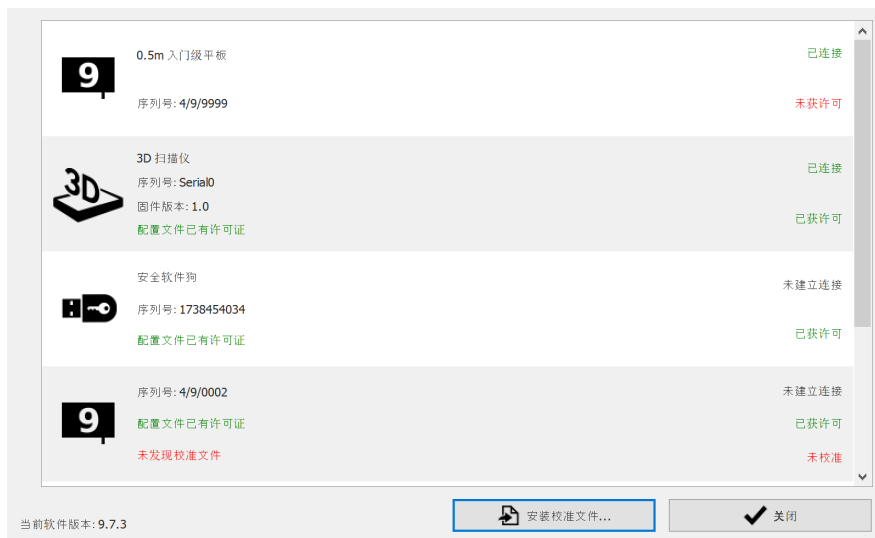 9
0.5m 入门级平板
已连接
序列号: 4/9/9999
未获许可
3D
3D 扫描仪
已连接
序列号: Serial0
固件版本: 1.0
已获许可
配置文件已有许可证
安全软件狗
未建立连接
序列号: 1738454034
已获许可
配置文件已有许可证
9
序列号: 4/9/0002
未建立连接
配置文件已有许可证
已获许可
未发现校准文件
未校准
当前软件版本: 9.7.3
安装校准文件...
关闭